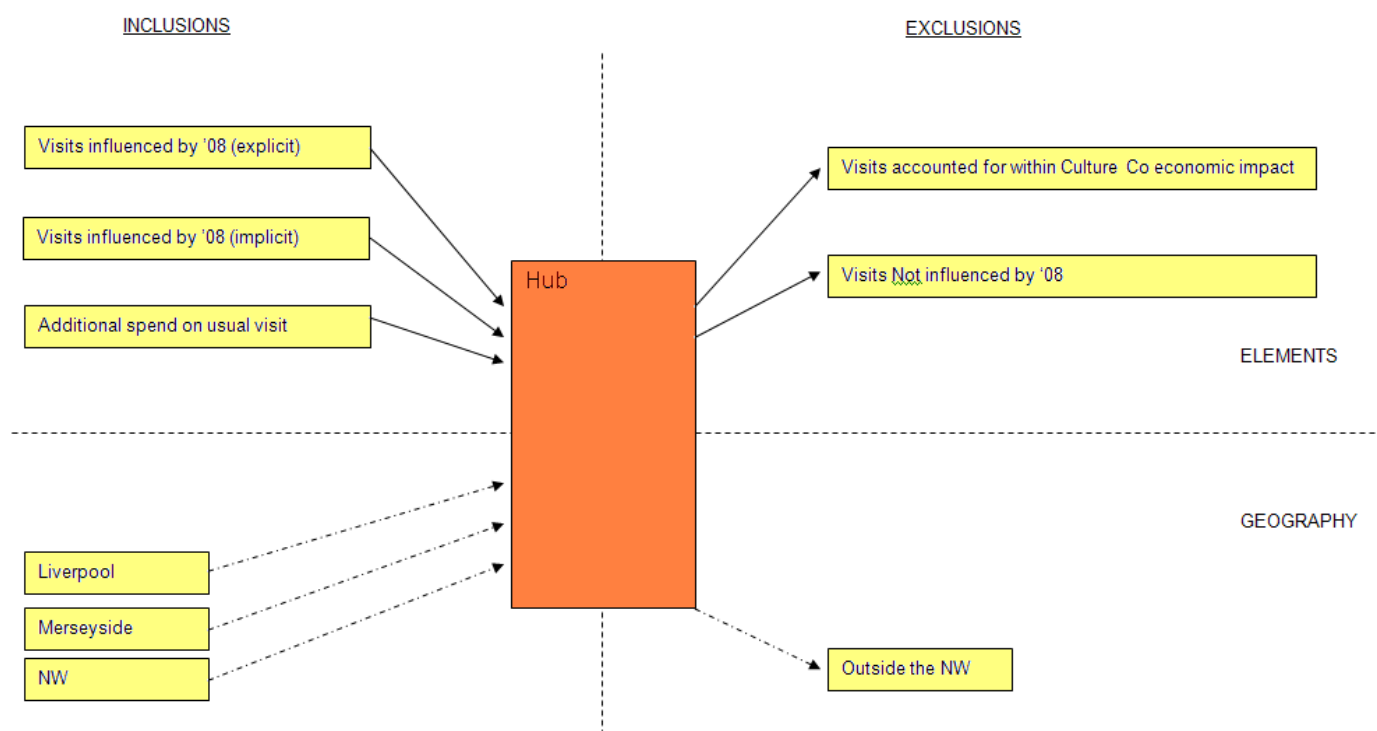 INCLUSIONS
EXCLUSIONS
Visits influenced by ’08 (explicit)
Visits accounted for within Culture Co economic impact
Visits influenced by ’08 (implicit)
Hub
Visits Not influenced by ‘08
Additional spend on usual visit
ELEMENTS
GEOGRAPHY
Liverpool
Merseyside
NW
Outside the NW